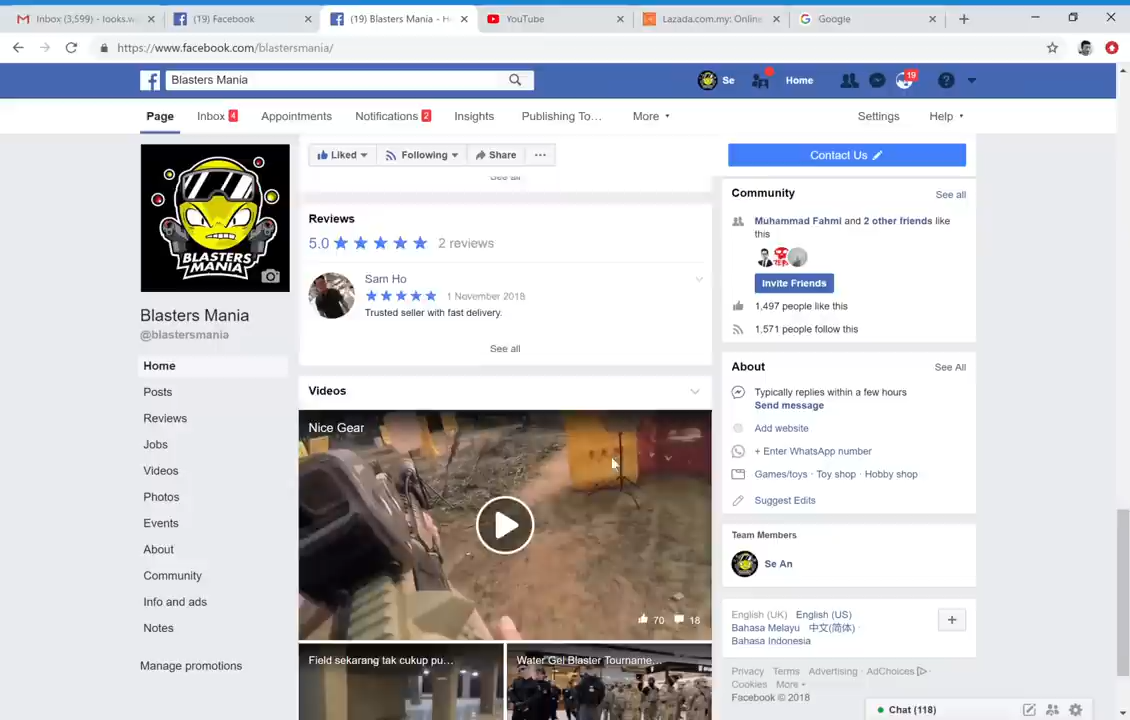 Inbox (3,599) - looks.w
(19) Facebook
(19) Blasters Mania - H
YouTube
Lazada.com.my: Online
Google
https://www.facebook.com/blastersmania/
Blasters Mania
Se
Home
19
Page
Inbox 4
Appointments
Notifications 2
Insights
Publishing To...
More
Settings
Help
Liked
Following
Share
...
Contact Us
See all
BLASTERS
MANIA
Blasters Mania
@blastersmania
Home
Posts
Reviews
Jobs
Videos
Photos
Events
About
Community
Info and ads
Notes
Manage promotions
Reviews
5.0
2 reviews
Sam Ho
1 November 2018
Trusted seller with fast delivery.
See all
Videos
Nice Gear
70
18
Field sekarang tak cukup pu...
Water Gel Blaster Tourname...
Community
See all
Muhammad Fahmi and 2 other friends like
this
Invite Friends
1,497 people like this
1,571 people follow this
About
See All
Typically replies within a few hours
Send message
Add website
+ Enter WhatsApp number
Games/toys · Toy shop · Hobby shop
Suggest Edits
Team Members
Se An
English (UK) · English (US) ·
Bahasa Melayu · 中文(简体) ·
Bahasa Indonesia
Privacy · Terms · Advertising · AdChoices ·
Cookies · More
Facebook © 2018
Chat (118)